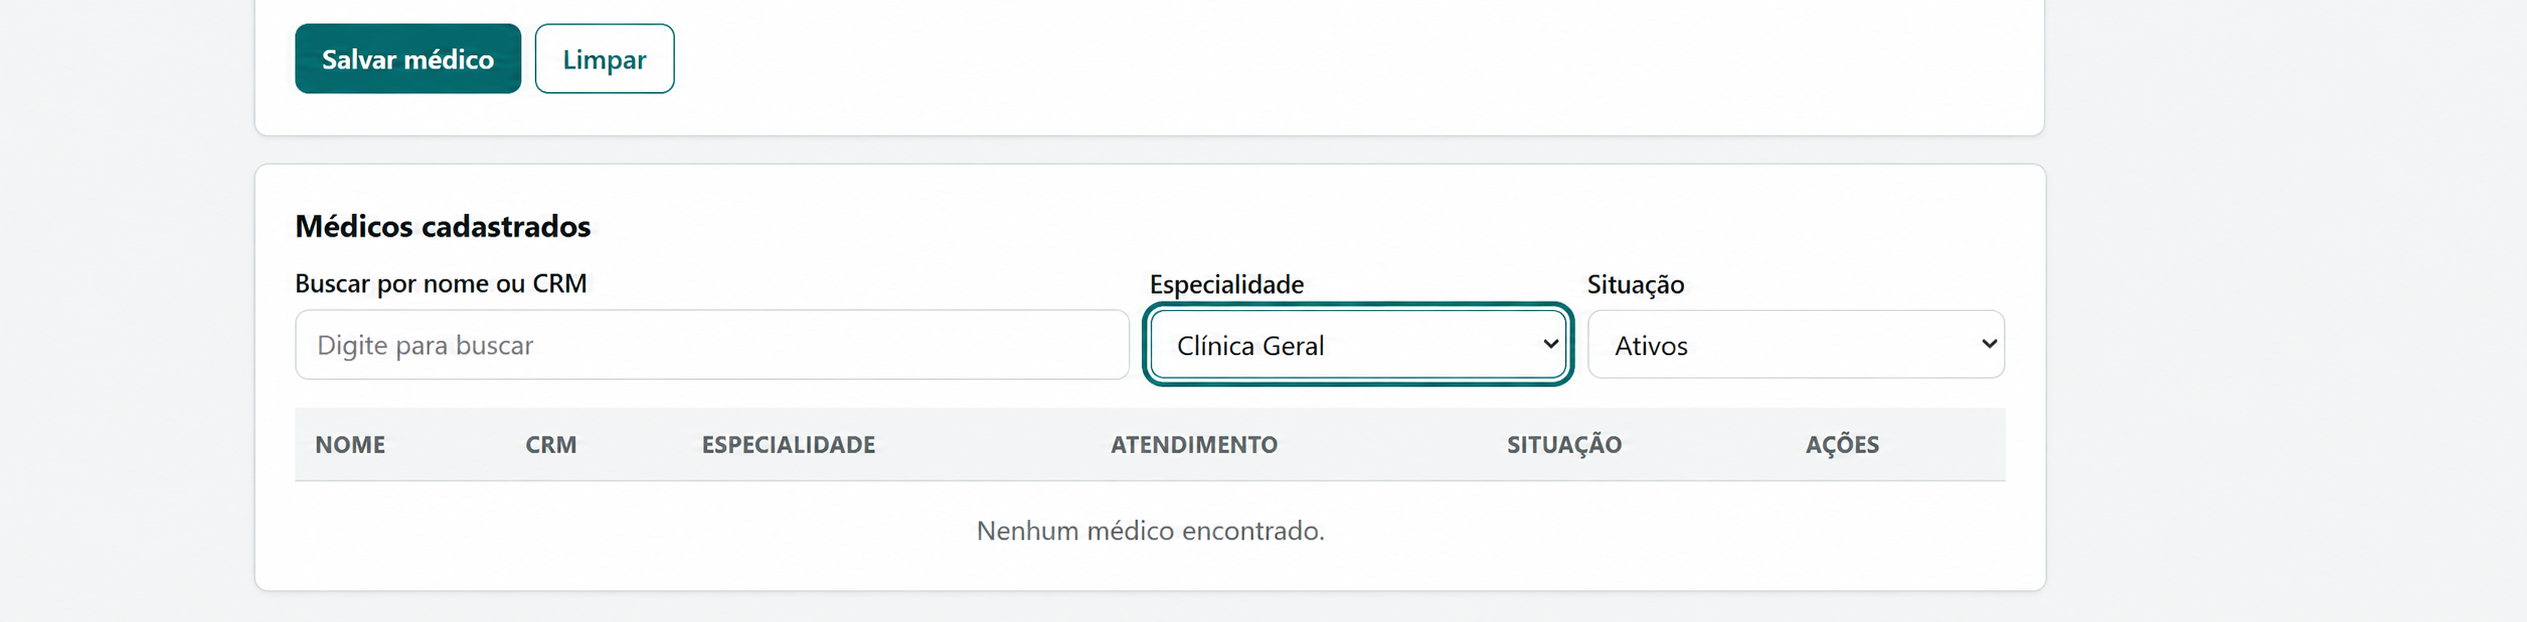 Salvar médico
Limpar
Médicos cadastrados
Buscar por nome ou CRM
Especialidade
Situação
Digite para buscar
Clínica Geral
Ativos
NOME CRM ESPECIALIDADE ATENDIMENTO SITUAÇÃO AÇÕES
Nenhum médico encontrado.